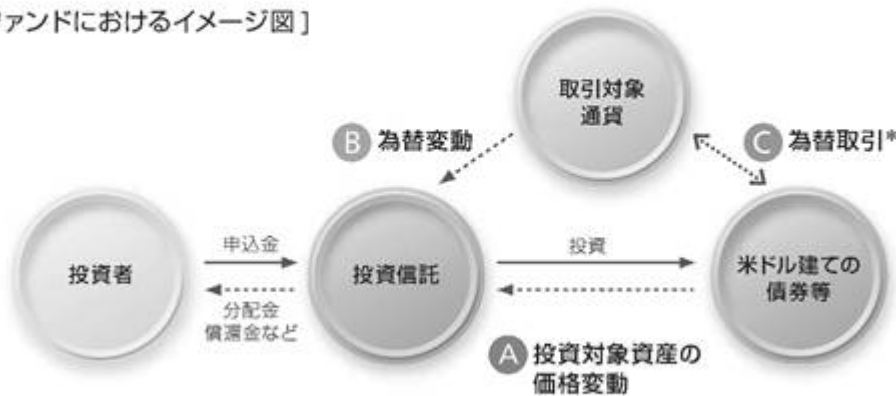 ファンドにおけるイメージ図]
取引対象
通貨
B 為替変動
C 為替取引*
投資者
申込金
分配金
償還金など
投資信託
投資
米ドル建ての
債券等
A 投資対象資産の
価格変動